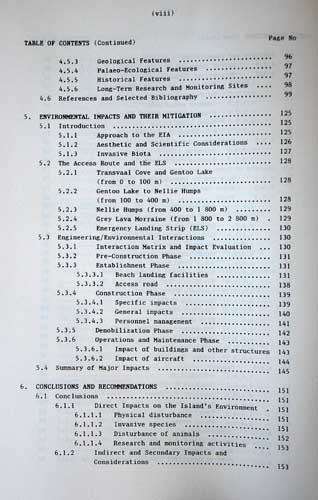 (viii)
TABLE OF CONTENTS (Continued) Page No
4.5.3 Geological Features .................... 96
4.5.4 Palaeo-Ecological Features ................ 97
4.5.5 Historical Features .................... 97
4.5.6 Long-Term Research and Monitoring Sites .... 98
4.6 References and Selected Bibliography .............. 99
5. ENVIRONMENTAL IMPACTS AND THEIR MITIGATION ............ 125
5.1 Introduction .............................. 125
5.1.1 Approach to the EIA .................... 125
5.1.2 Aesthetic and Scientific Considerations .... 126
5.1.3 Invasive Biota .......................... 127
5.2 The Access Route and the ELS .................... 128
5.2.1 Transvaal Cove and Gentoo Lake
(from 0 to 100 m) ...................... 128
5.2.2 Gentoo Lake to Nellie Humps
(from 100 to 400 m) .................... 128
5.2.3 Nellie Humps (from 400 to 1 800 m) ........ 129
5.2.4 Grey Lava Morraine (from 1 800 to 2 800 m) .. 129
5.2.5 Emergency Landing Strip (ELS) ............ 130
5.3 Engineering/Environmental Interactions .............. 130
5.3.1 Interaction Matrix and Impact Evaluation ... 130
5.3.2 Pre-Construction Phase .................. 131
5.3.3 Establishment Phase .................... 131
5.3.3.1 Beach landing facilities .......... 131
5.3.3.2 Access road .................... 138
5.3.4 Construction Phase ...................... 139
5.3.4.1 Specific impacts ................ 139
5.3.4.2 General impacts .................. 140
5.3.4.3 Personnel management .............. 141
5.3.5 Demobilization Phase .................... 142
5.3.6 Operations and Maintenance Phase .......... 143
5.3.6.1 Impact of buildings and other structures 143
5.3.6.2 Impact of aircraft .............. 144
5.4 Summary of Major Impacts ........................ 145
6. CONCLUSIONS AND RECOMMENDATIONS .................... 151
6.1 Conclusions .............................. 151
6.1.1 Direct Impacts on the Island's Environment . 151
6.1.1.1 Physical disturbance .............. 151
6.1.1.2 Invasive species ................ 151
6.1.1.3 Disturbance of animals ............ 152
6.1.1.4 Research and monitoring activities .... 153
6.1.2 Indirect and Secondary Impacts and
Considerations ........................ 153